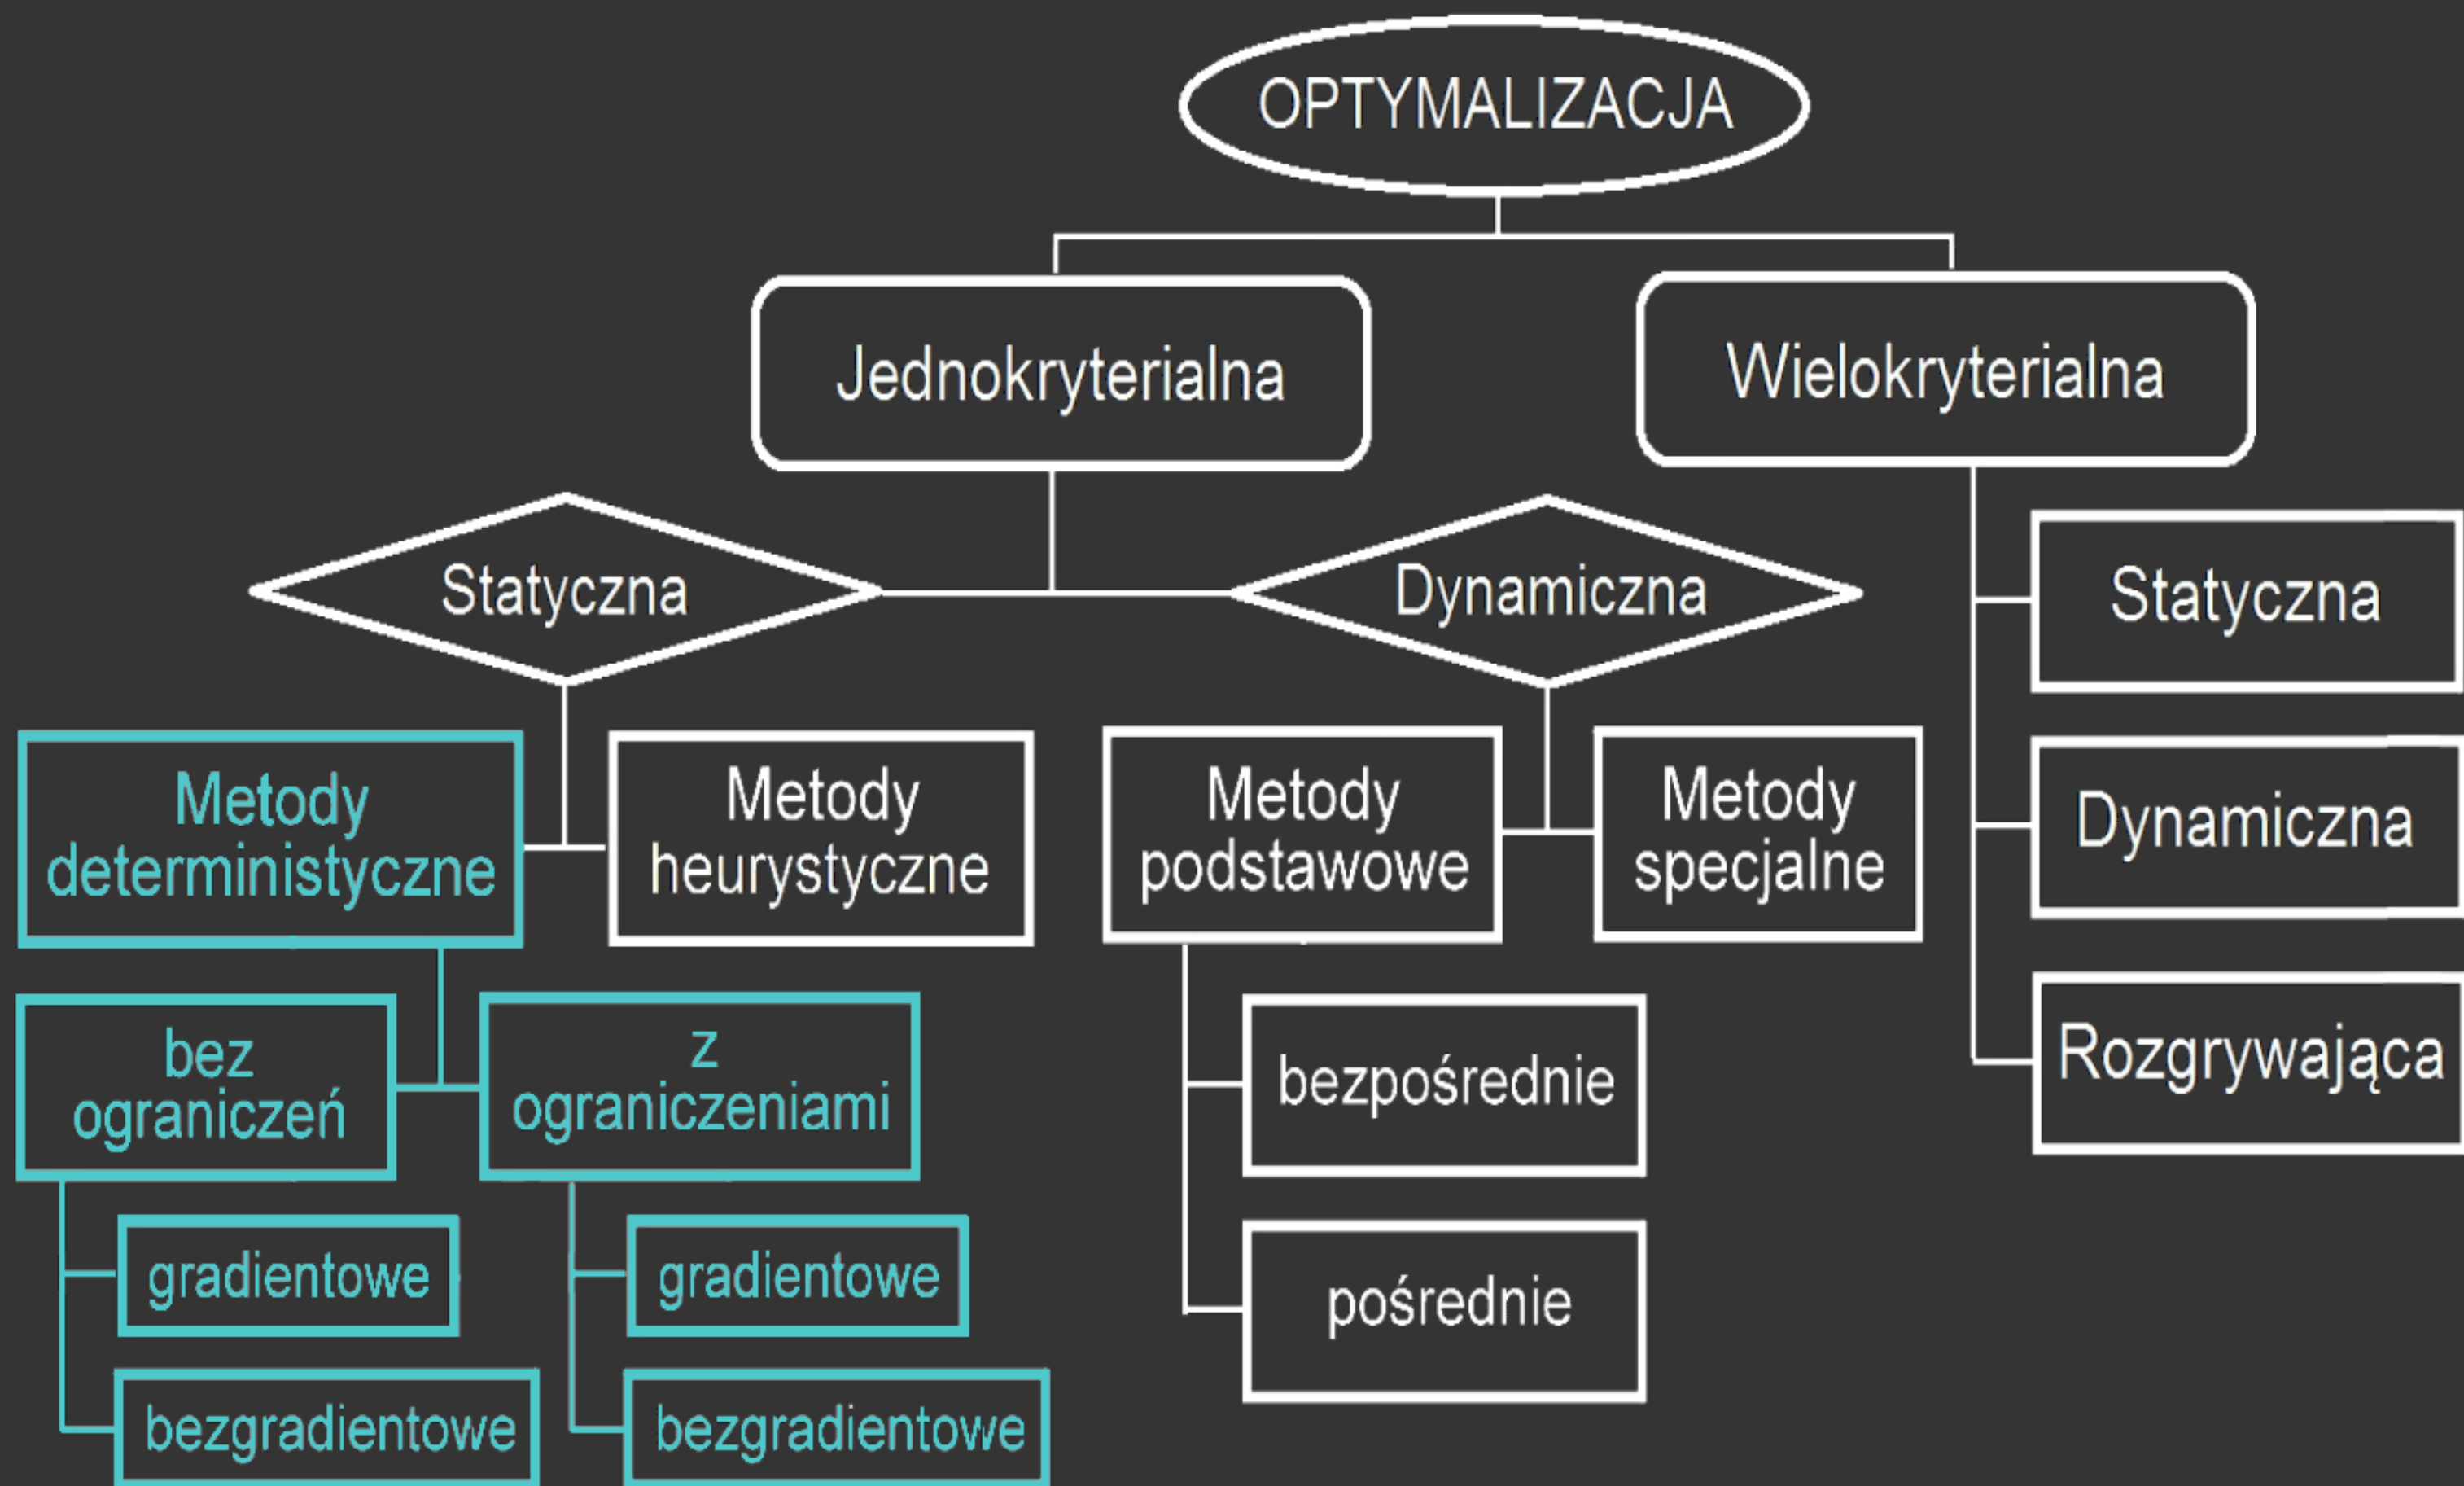 OPTYMALIZACJA
Jednokryterialna
Wielokryterialna
Statyczna
Dynamiczna
Statyczna
Metody
deterministyczne
Metody
heurystyczne
Metody
podstawowe
Metody
specjalne
Dynamiczna
bez
ograniczeń
z
ograniczeniami
bezpośrednie
Rozgrywająca
gradientowe
gradientowe
pośrednie
bezgradientowe
bezgradientowe